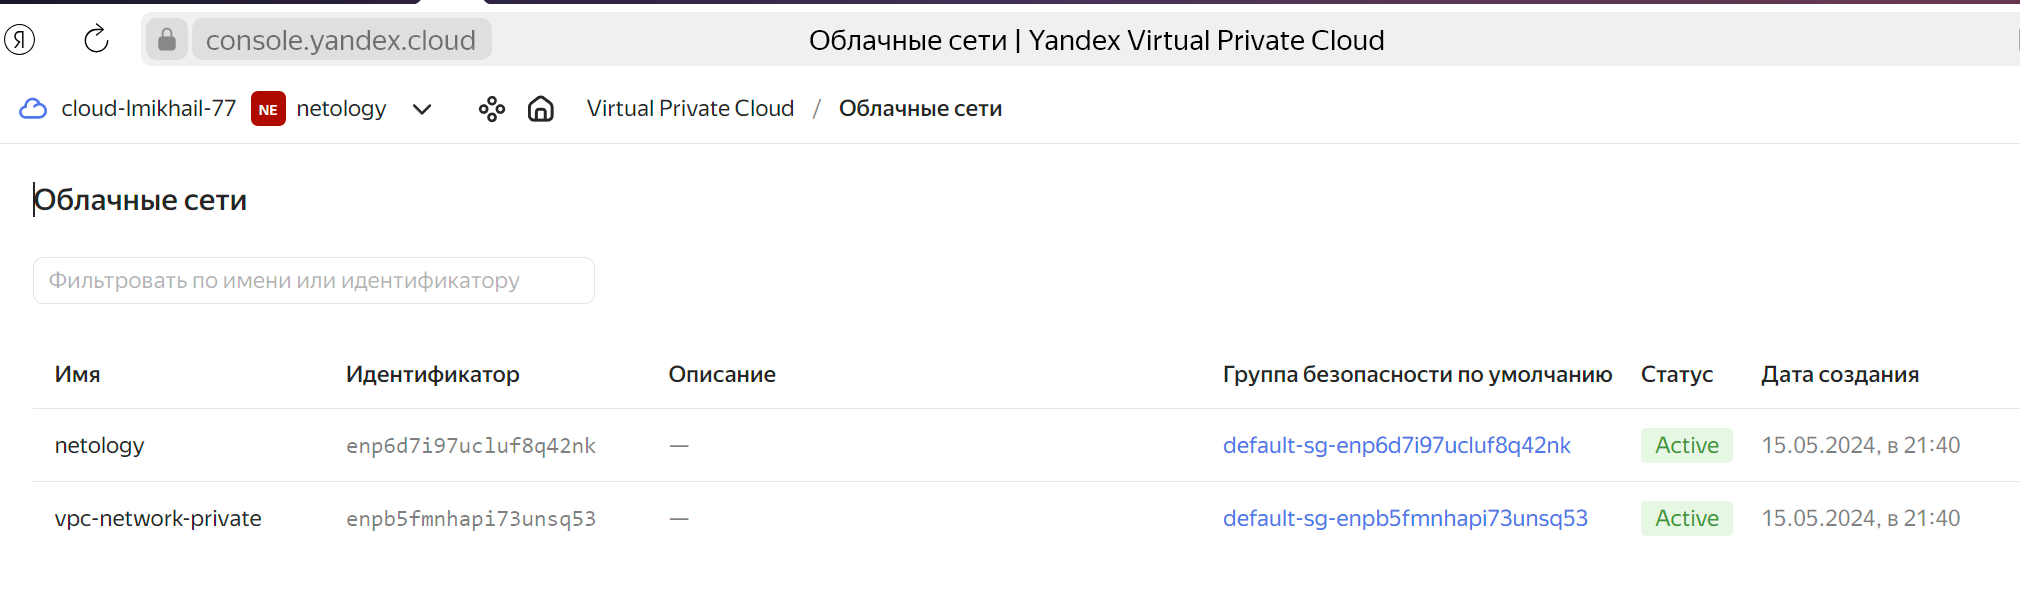 Я console.yandex.cloud Облачные сети | Yandex Virtual Private Cloud
cloud-lmikhail-77 NE netology Virtual Private Cloud / Облачные сети
Облачные сети
Фильтровать по имени или идентификатору
Имя Идентификатор Описание Группа безопасности по умолчанию Статус Дата создания
netology enp6d7i97ucluf8q42nk — default-sg-enp6d7i97ucluf8q42nk Active 15.05.2024, в 21:40
vpc-network-private enpb5fmnhapi73unsq53 — default-sg-enpb5fmnhapi73unsq53 Active 15.05.2024, в 21:40